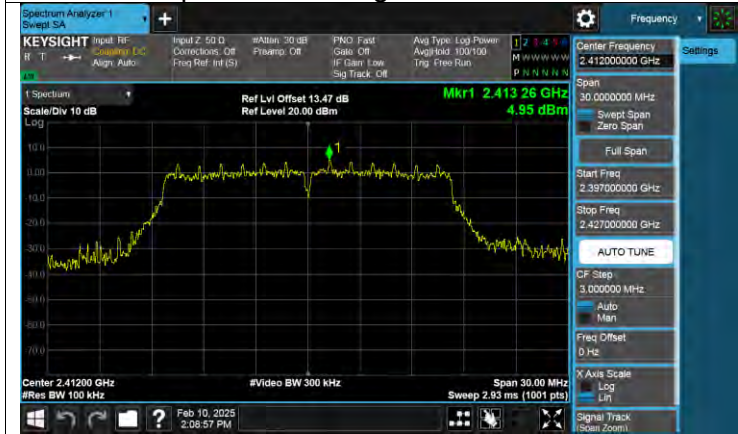 Spectrum Analyzer 1
Swept SA
+
Frequency
KEYSIGHT
R T
Input: RF
Coupling: DC
Align: Auto
Input Z: 50 Ω
Corrections: Off
Freq Ref: Int (S)
#Atten: 30 dB
Preamp: Off
PNO: Fast
Gate: Off
IF Gain: Low
Sig Track: Off
Avg Type: Log-Power
Avg|Hold: 100/100
Trig: Free Run
1 2 3 4 5 6
M W W W W W
P N N N N N
1 Spectrum
Scale/Div 10 dB
Log
Ref Lvl Offset 13.47 dB
Ref Level 20.00 dBm
Mkr1 2.413 26 GHz
4.95 dBm
1
10.0
0.00
-10.0
-20.0
-30.0
-40.0
-50.0
-60.0
-70.0
Center 2.41200 GHz
#Res BW 100 kHz
#Video BW 300 kHz
Span 30.00 MHz
Sweep 2.93 ms (1001 pts)
Center Frequency
2.412000000 GHz
Settings
Span
30.0000000 MHz
Swept Span
Zero Span
Full Span
Start Freq
2.397000000 GHz
Stop Freq
2.427000000 GHz
AUTO TUNE
CF Step
3.000000 MHz
Auto
Man
Freq Offset
0 Hz
X Axis Scale
Log
Lin
Signal Track
(Span Zoom)
?
Feb 10, 2025
2:08:57 PM